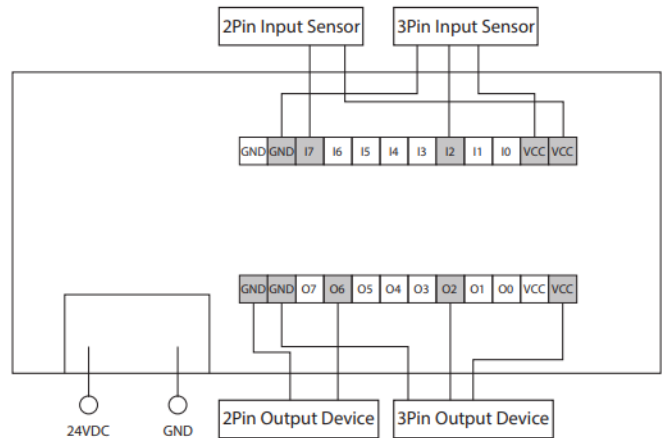 2Pin Input Sensor 3Pin Input Sensor
GND GND I7 I6 I5 I4 I3 I2 I1 I0 VCC VCC
GND GND O7 O6 O5 O4 O3 O2 O1 O0 VCC VCC
2Pin Output Device 3Pin Output Device
24VDC GND